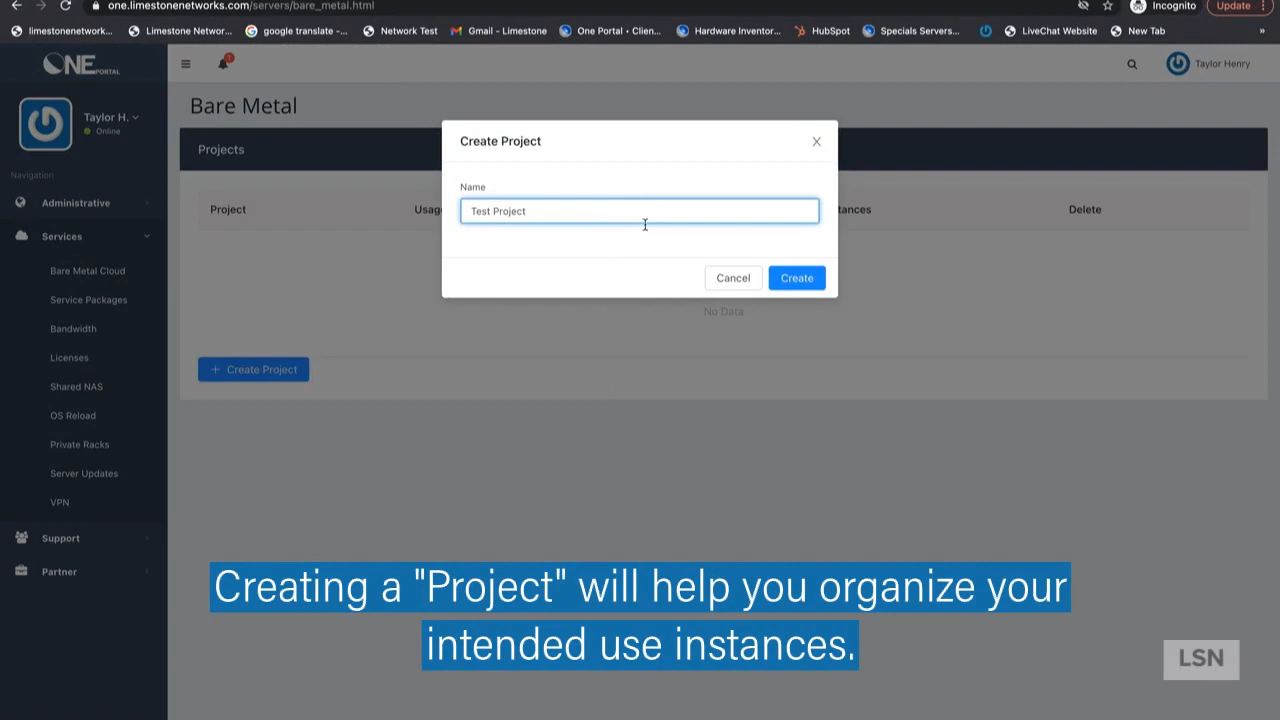 one.limestonenetworks.com/servers/bare_metal.html
Incognito
Update
limestonenetwork...
Limestone Networ...
google translate -...
Network Test
Gmail - Limestone
One Portal • Clien...
Hardware Inventor...
HubSpot
Specials Servers...
LiveChat Website
New Tab
»
ONE PORTAL
1
Taylor Henry
Taylor H.
Online
Navigation
Administrative
Services
Bare Metal Cloud
Service Packages
Bandwidth
Licenses
Shared NAS
OS Reload
Private Racks
Server Updates
VPN
Support
Partner
Bare Metal
Projects
Project
Usag
tances
Delete
No Data
+ Create Project
Create Project
Name
Test Project
Cancel
Create
Creating a "Project" will help you organize your
intended use instances.
LSN